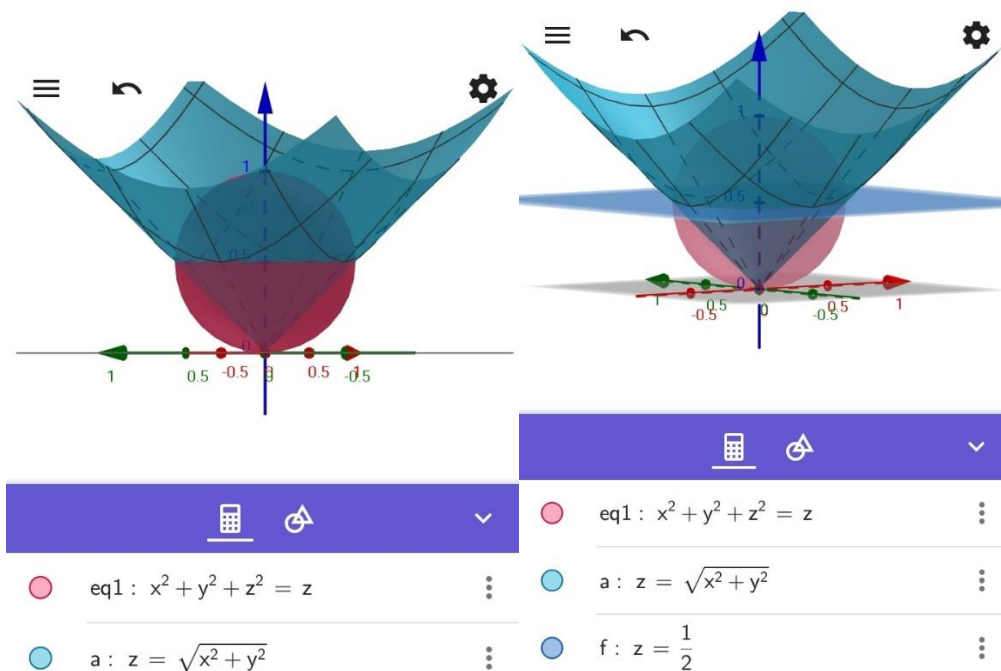 1
0.5
0
1 0.5 -0.5 0 0.5 1 -0.5
eq1 : x² + y² + z² = z
a : z = √(x² + y²)
1
0.5
0
1 0.5 -0.5 0 0.5 -0.5 1
eq1 : x² + y² + z² = z
a : z = √(x² + y²)
f : z = 1/2